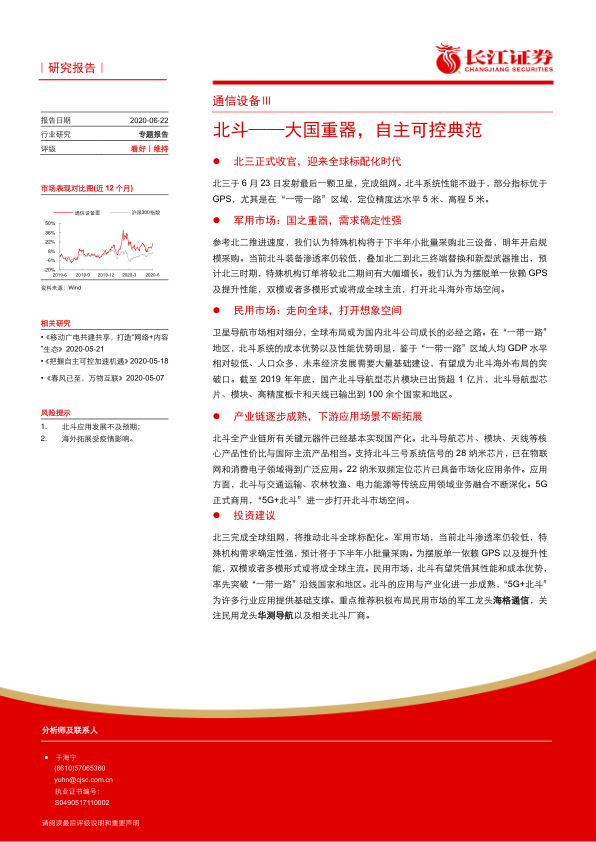 | 研究报告 |
长江证券
CHANGJIANG SECURITIES
报告日期 2020-06-22
行业研究 专题报告
评级 看好 | 维持
市场表现对比图(近 12 个月)
通信设备Ⅲ 沪深300指数
50%
36%
22%
8%
-6%
-20%
2019-6 2019-9 2019-12 2020-3 2020-6
资料来源：Wind
相关研究
•《移动广电共建共享，打造“网络+内容
”生态》2020-05-21
•《把握自主可控加速机遇》2020-05-18
•《春风已至，万物互联》2020-05-07
风险提示
1. 北斗应用发展不及预期；
2. 海外拓展受疫情影响。
通信设备Ⅲ
北斗——大国重器，自主可控典范
● 北三正式收官，迎来全球标配化时代
北三于 6 月 23 日发射最后一颗卫星，完成组网。北斗系统性能不逊于，部分指标优于
GPS，尤其是在“一带一路”区域，定位精度达水平 5 米、高程 5 米。
● 军用市场：国之重器，需求确定性强
参考北二推进速度，我们认为特殊机构将于下半年小批量采购北三设备，明年开启规
模采购。当前北斗装备渗透率仍较低，叠加北二到北三终端替换和新型武器推出，预
计北三时期，特殊机构订单将较北二期间有大幅增长。我们认为为摆脱单一依赖 GPS
及提升性能，双模或者多模形式或将成全球主流，打开北斗海外市场空间。
● 民用市场：走向全球，打开想象空间
卫星导航市场相对细分，全球布局或为国内北斗公司成长的必经之路。在“一带一路”
地区，北斗系统的成本优势以及性能优势明显，鉴于“一带一路”区域人均 GDP 水平
相对较低、人口众多，未来经济发展需要大量基础建设，有望成为北斗海外布局的突
破口。截至 2019 年年底，国产北斗导航型芯片模块已出货超 1 亿片，北斗导航型芯
片、模块、高精度板卡和天线已输出到 100 余个国家和地区。
● 产业链逐步成熟，下游应用场景不断拓展
北斗全产业链所有关键元器件已经基本实现国产化。北斗导航芯片、模块、天线等核
心产品性价比与国际主流产品相当。支持北斗三号系统信号的 28 纳米芯片，已在物联
网和消费电子领域得到广泛应用。22 纳米双频定位芯片已具备市场化应用条件。应用
方面，北斗与交通运输、农林牧渔、电力能源等传统应用领域业务融合不断深化。5G
正式商用，“5G+北斗”进一步打开北斗市场空间。
● 投资建议
北三完成全球组网，将推动北斗全球标配化。军用市场，当前北斗渗透率仍较低，特
殊机构需求确定性强，预计将于下半年小批量采购。为摆脱单一依赖 GPS 以及提升性
能，双模或者多模形式或将成全球主流。民用市场，北斗有望凭借其性能和成本优势，
率先突破“一带一路”沿线国家和地区。北斗的应用与产业化进一步成熟，“5G+北斗”
为许多行业应用提供基础支撑。重点推荐积极布局民用市场的军工龙头海格通信，关
注民用龙头华测导航以及相关北斗厂商。
分析师及联系人
● 于海宁
(8610)57065360
yuhn@cjsc.com.cn
执业证书编号：
S0490517110002
请阅读最后评级说明和重要声明